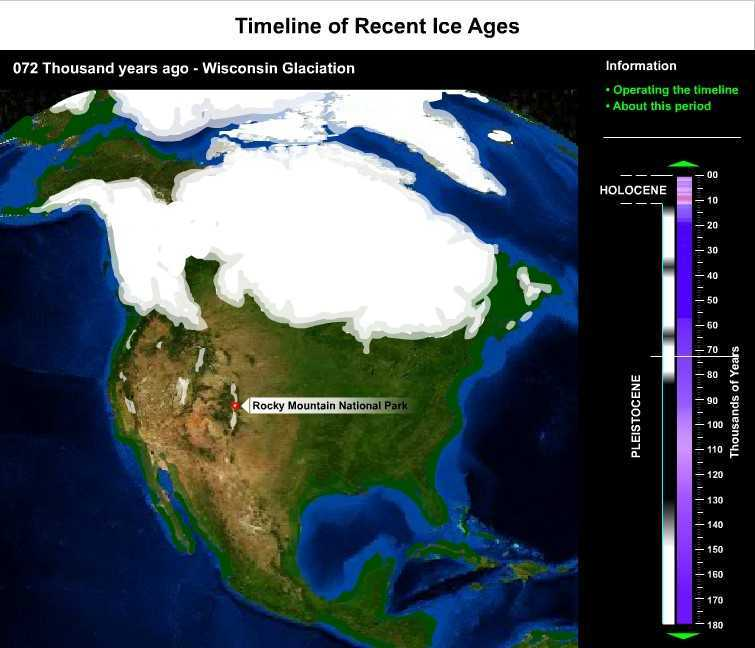 Timeline of Recent Ice Ages
072 Thousand years ago - Wisconsin Glaciation
Information
• Operating the timeline
• About this period
HOLOCENE
PLEISTOCENE
00
10
20
30
40
50
60
70
80
90
100
110
120
130
140
150
160
170
180
Thousands of Years
Rocky Mountain National Park